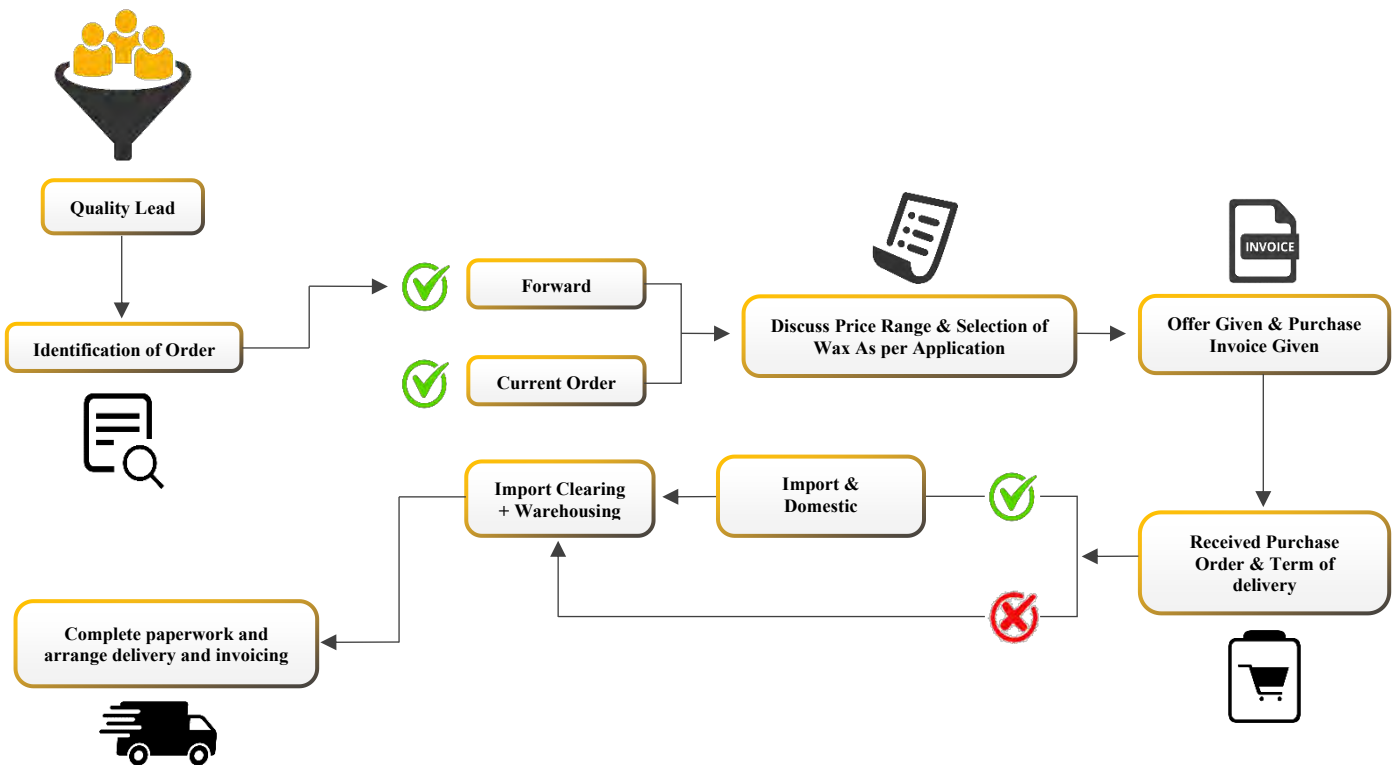 Quality Lead
Identification of Order
Forward
Current Order
Discuss Price Range & Selection of
Wax As per Application
INVOICE
Offer Given & Purchase
Invoice Given
Received Purchase
Order & Term of
delivery
Import &
Domestic
Import Clearing
+ Warehousing
Complete paperwork and
arrange delivery and invoicing